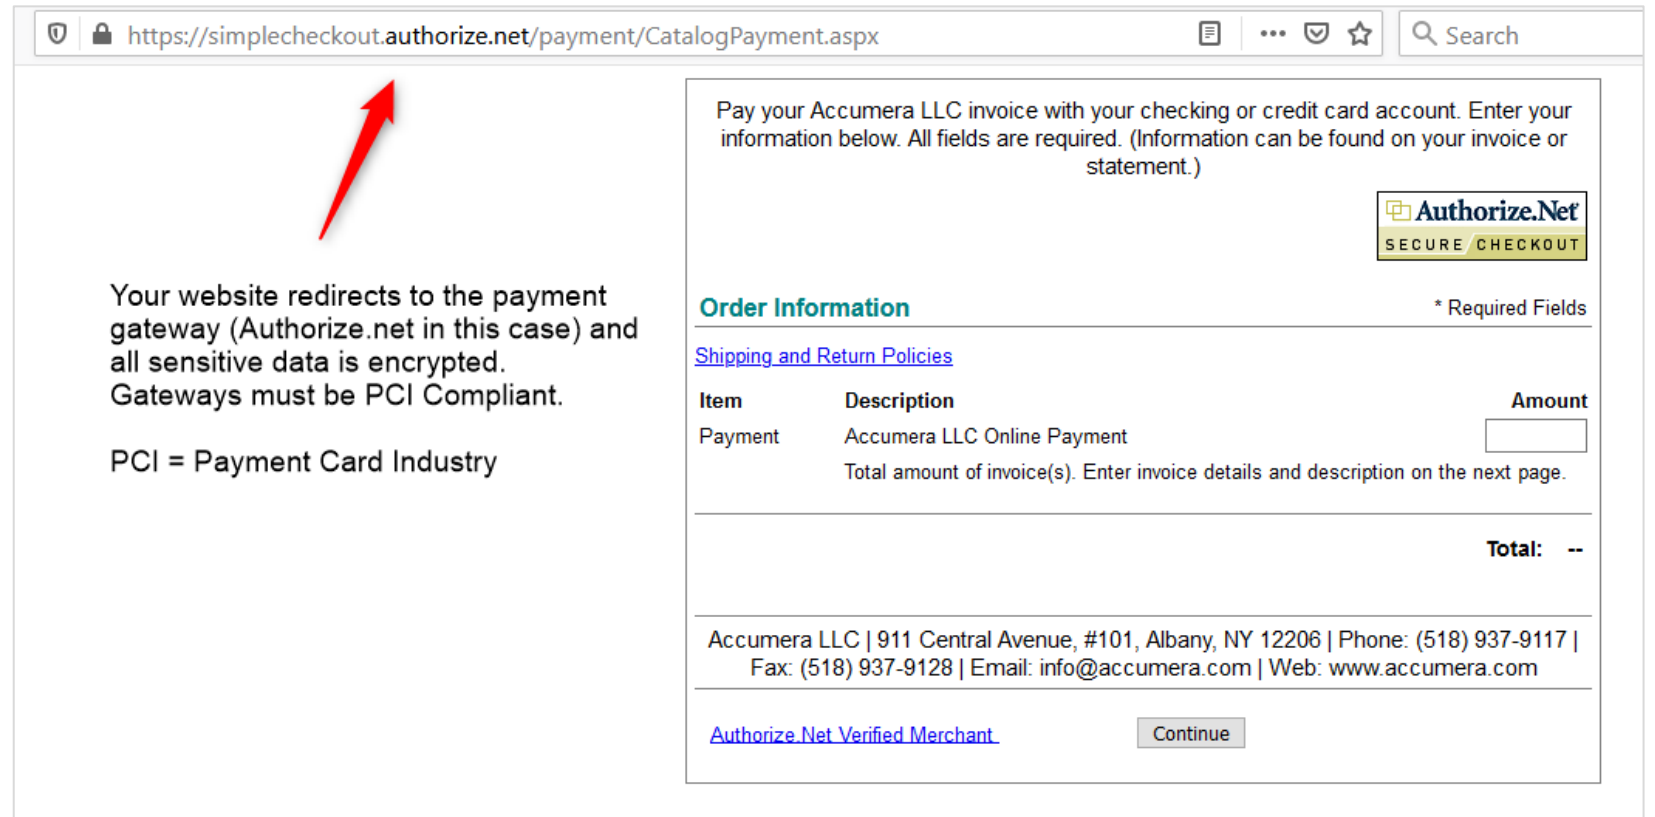 https://simplecheckout.authorize.net/payment/CatalogPayment.aspx
Search
Pay your Accumera LLC invoice with your checking or credit card account. Enter your
information below. All fields are required. (Information can be found on your invoice or
statement.)
Authorize.Net
SECURE CHECKOUT
Your website redirects to the payment
gateway (Authorize.net in this case) and
all sensitive data is encrypted.
Gateways must be PCI Compliant.
PCI = Payment Card Industry
Order Information
* Required Fields
Shipping and Return Policies
Item Description Amount
Payment Accumera LLC Online Payment
Total amount of invoice(s). Enter invoice details and description on the next page.
Total: --
Accumera LLC | 911 Central Avenue, #101, Albany, NY 12206 | Phone: (518) 937-9117 |
Fax: (518) 937-9128 | Email: info@accumera.com | Web: www.accumera.com
Authorize.Net Verified Merchant
Continue